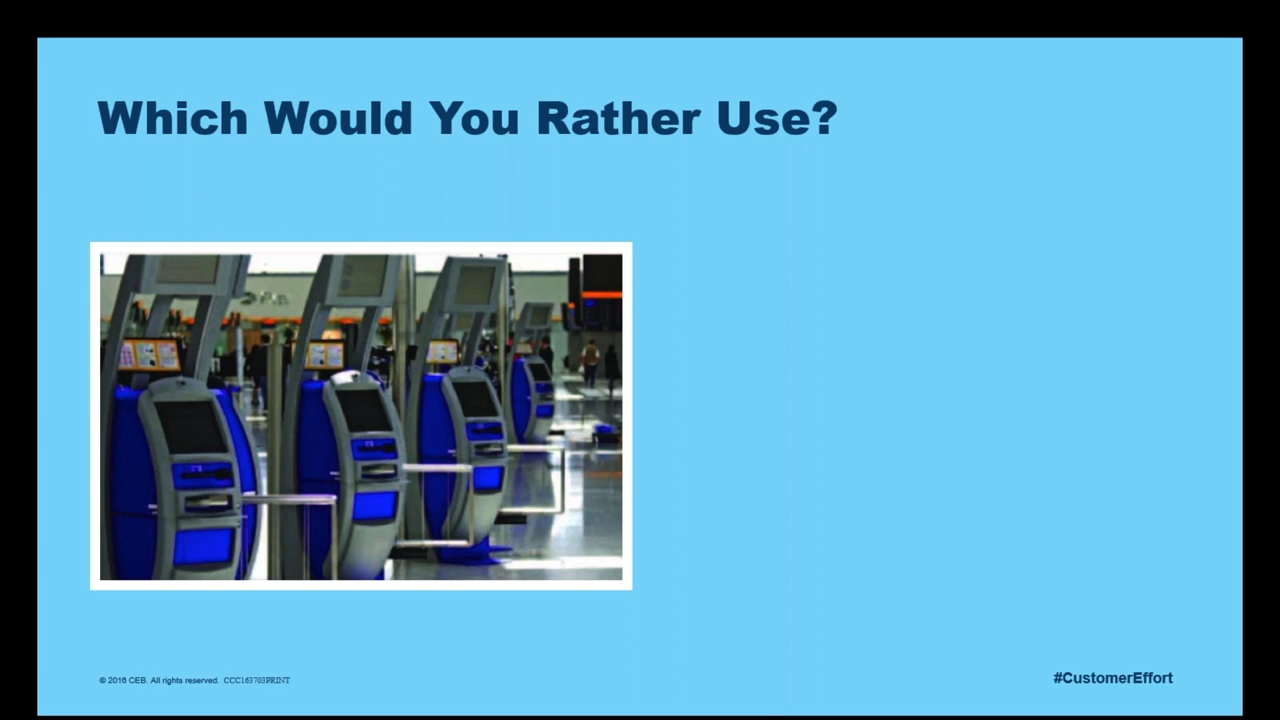 Which Would You Rather Use?
© 2016 CEB. All rights reserved. CCC163703PRINT
#CustomerEffort